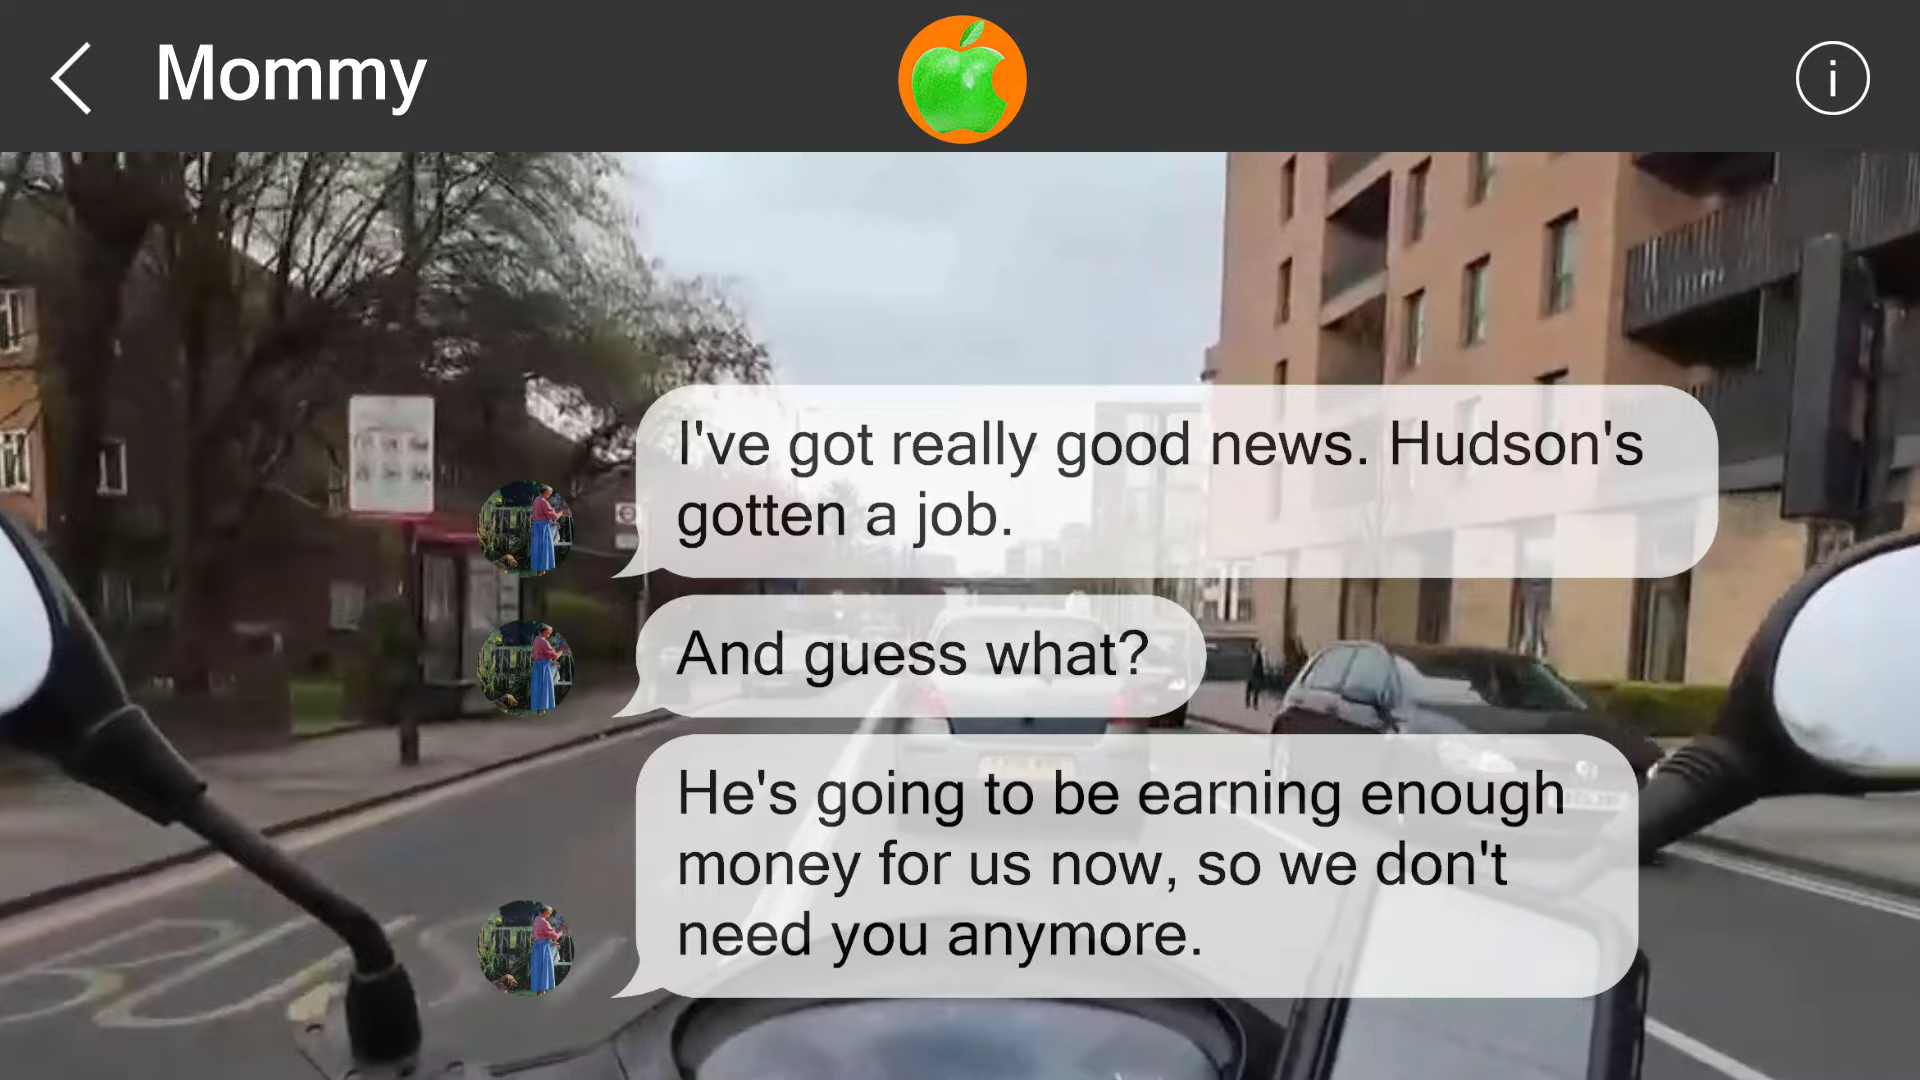 Mommy
i
I've got really good news. Hudson's
gotten a job.
And guess what?
He's going to be earning enough
money for us now, so we don't
need you anymore.